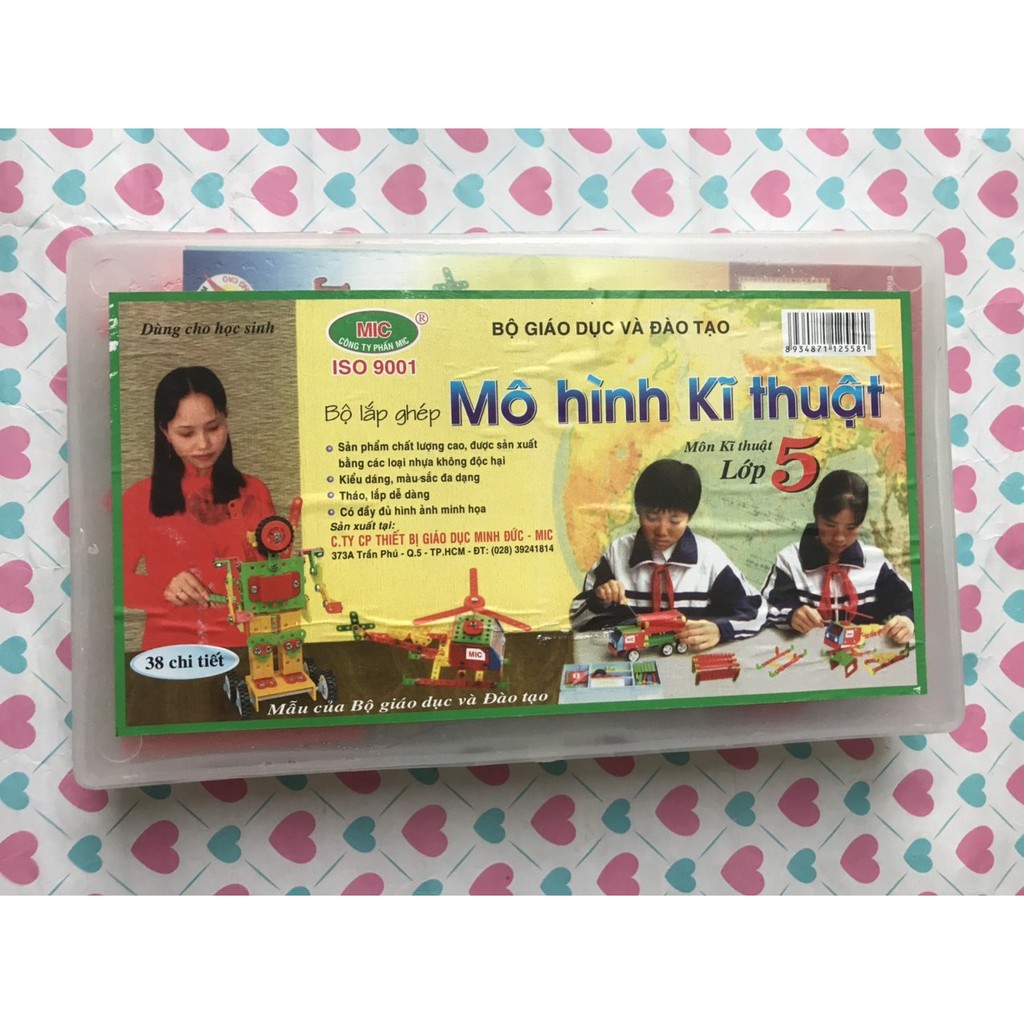 Dùng cho học sinh
MIC
®
CÔNG TY PHẦN MIC
ISO 9001
BỘ GIÁO DỤC VÀ ĐÀO TẠO
8934871125581
Bộ lắp ghép Mô hình Kĩ thuật
Môn Kĩ thuật
Lớp 5
Sản phẩm chất lượng cao, được sản xuất
bằng các loại nhựa không độc hại
Kiểu dáng, màu sắc đa dạng
Tháo, lắp dễ dàng
Có đầy đủ hình ảnh minh họa
Sản xuất tại:
C.TY CP THIẾT BỊ GIÁO DỤC MINH ĐỨC - MIC
373A Trần Phú - Q.5 - TP.HCM - ĐT: (028) 39241814
38 chi tiết
MIC
MIC
Mẫu của Bộ giáo dục và Đào tạo